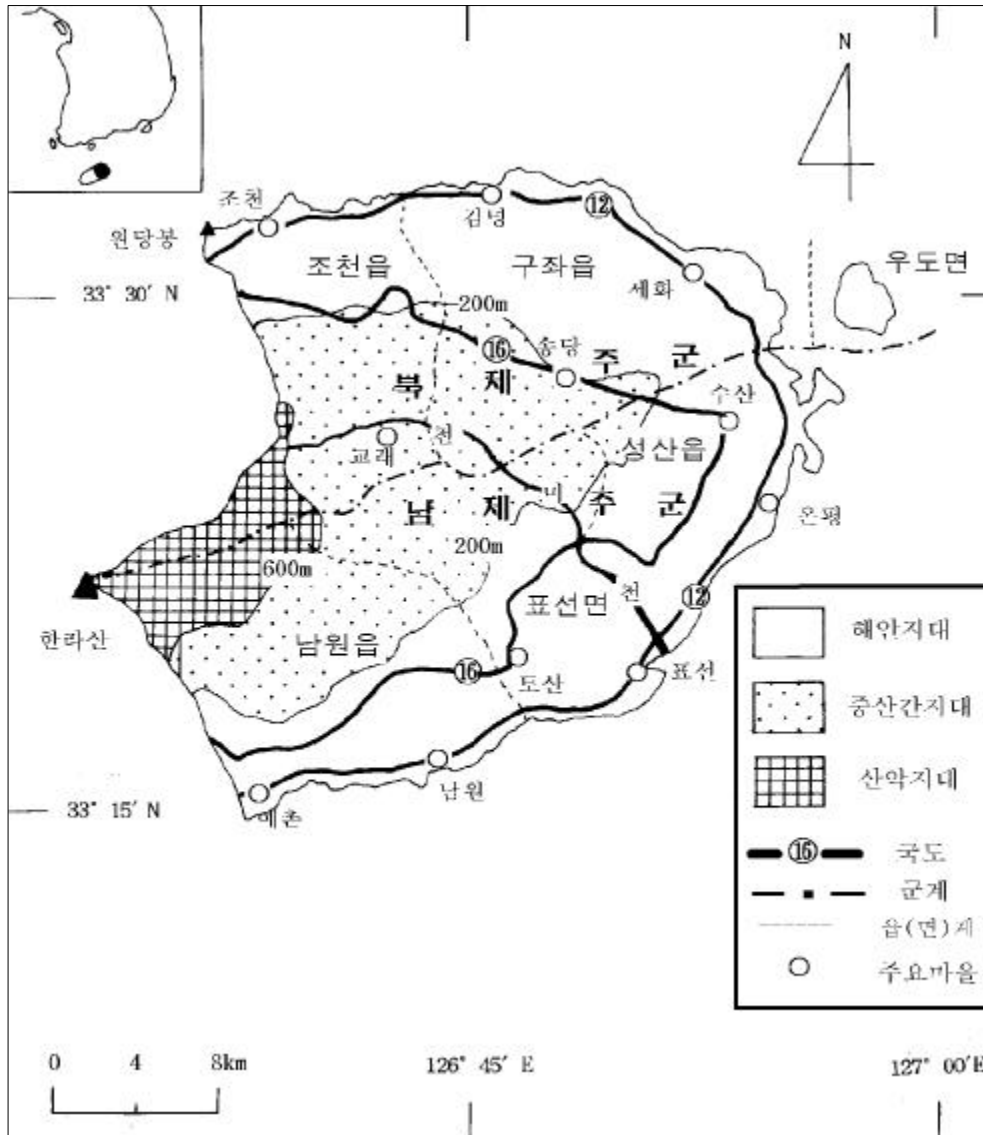 N
조천
김녕
⑫
원당봉
조천읍
구좌읍
우도면
세화
33° 30′ N
200m
⑯
송당
북 제 주 군
수산
천
교래
성산읍
미
남 제 주 군
온평
200m
600m
표선면
천
⑫
한라산
남원읍
⑯
토산
표선
남원
33° 15′ N
해안지대
중산간지대
산악지대
⑯ 국도
군계
읍(면)계
주요마을
0 4 8km
126° 45′ E
127° 00′E